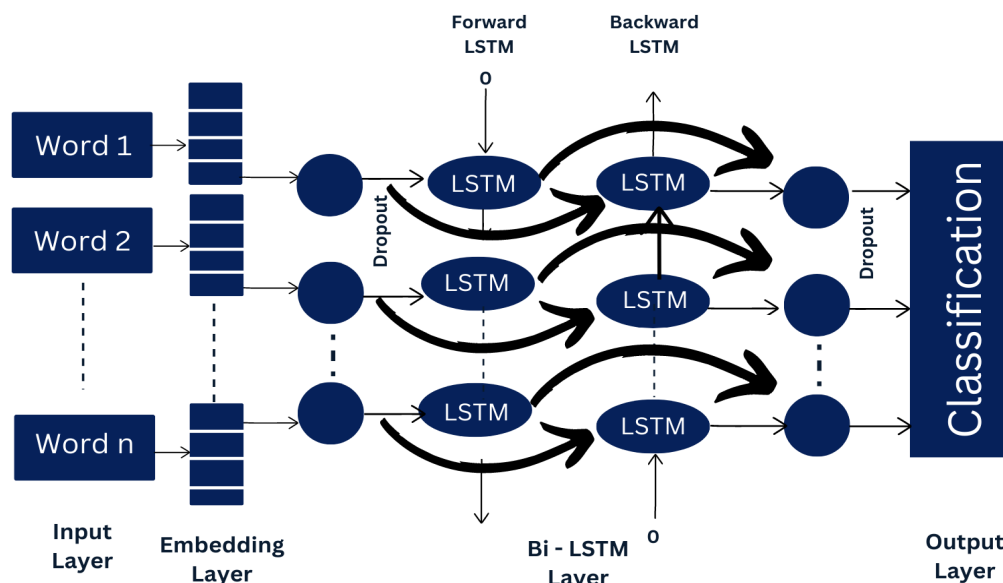 Forward
LSTM
0
Backward
LSTM
Word 1
Word 2
Word n
Dropout
LSTM
LSTM
LSTM
LSTM
LSTM
LSTM
Dropout
Classification
0
Input
Layer
Embedding
Layer
Bi - LSTM
Layer
Output
Layer